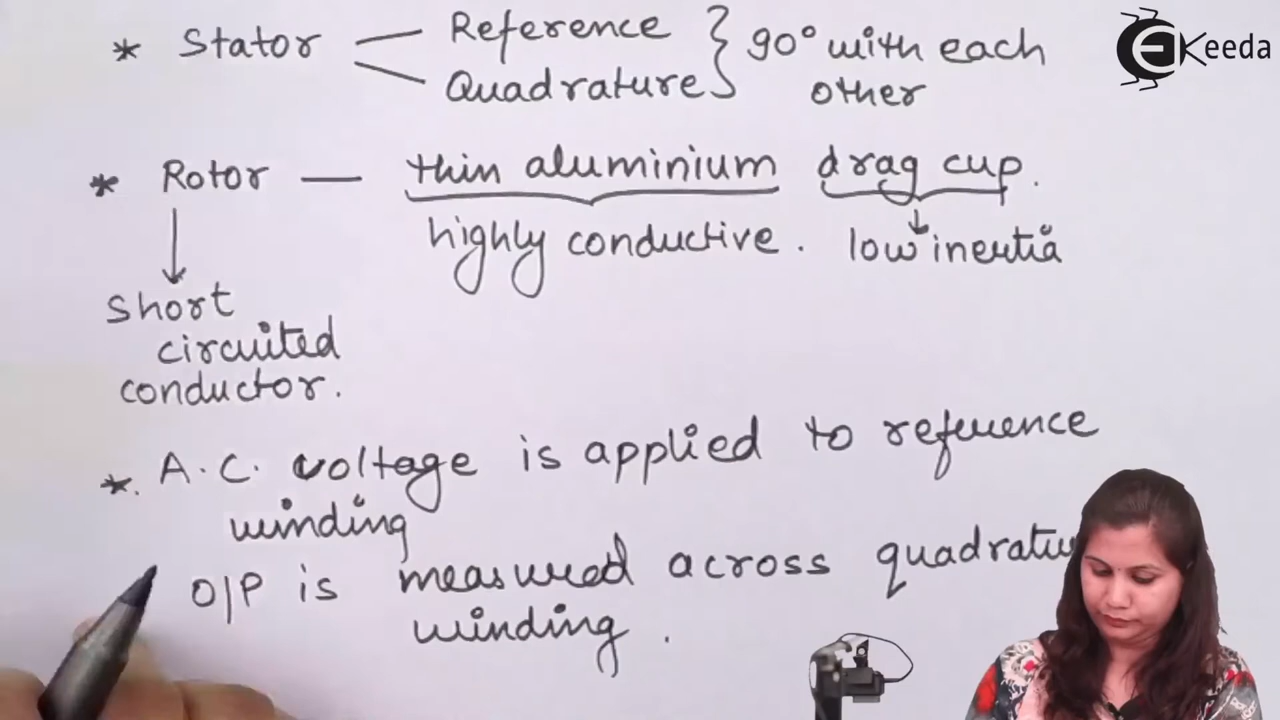 * Stator Reference } 90° with each
Quadrature other
* Rotor — thin aluminium drag cup.
highly conductive. low inertia
Short
circuited
conductor.
*. A.C. voltage is applied to reference
winding
O/P is measured across
winding.
EKeeda